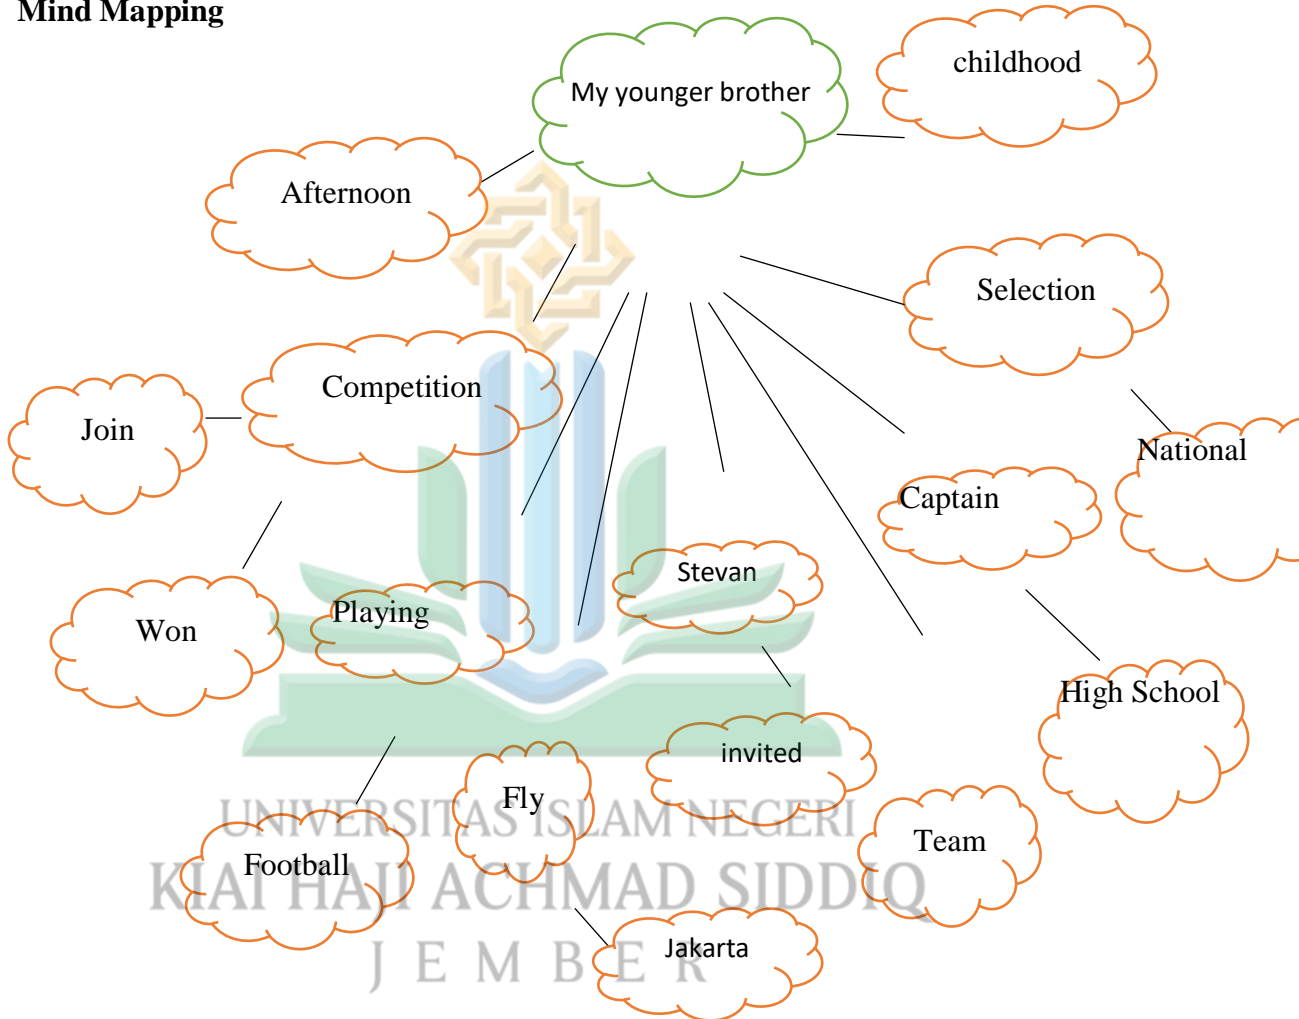 Mind Mapping
My younger brother
childhood
Afternoon
Selection
Competition
Join
National
Captain
Stevan
Playing
Won
High School
invited
Fly
Team
Football
Jakarta
UNIVERSITAS ISLAM NEGERI
KIAI HAJI ACHMAD SIDDIQ
JEMBER